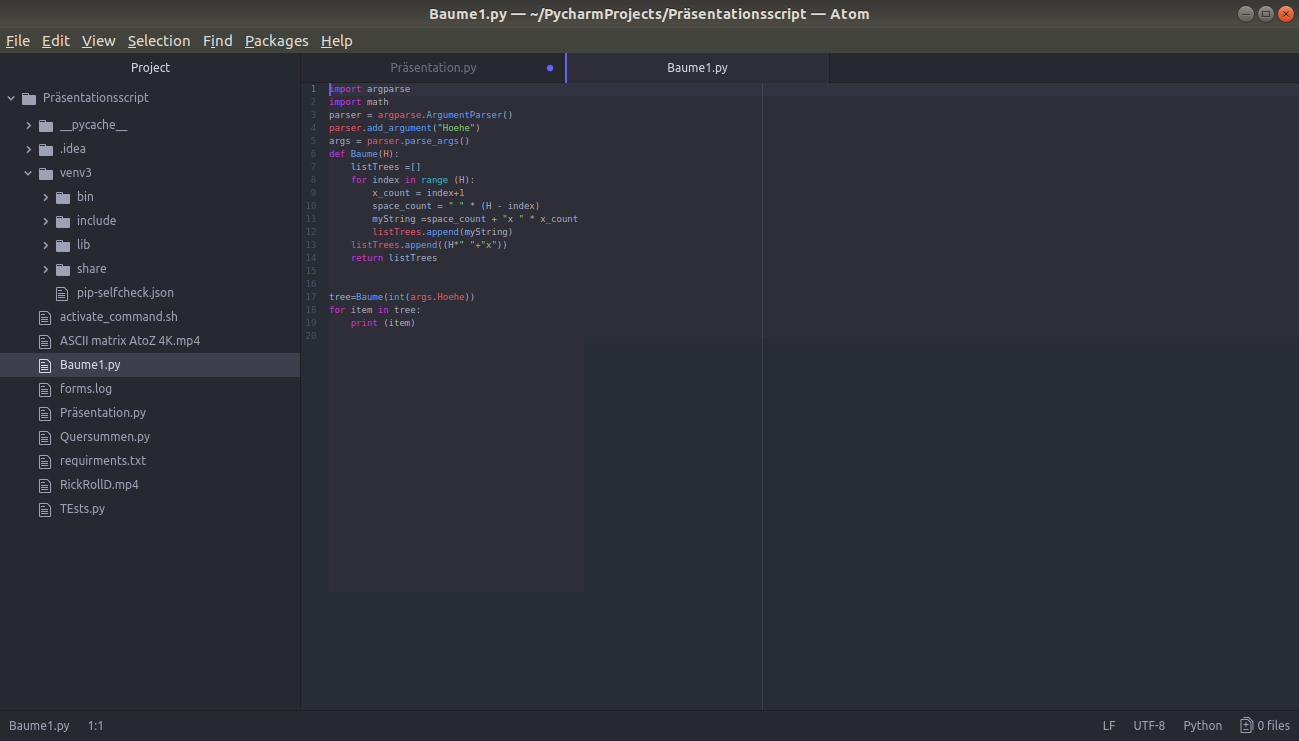 Baume1.py — ~/PycharmProjects/Präsentationsscript — Atom
File Edit View Selection Find Packages Help
Project
Präsentationsscript
__pycache__
.idea
venv3
bin
include
lib
share
pip-selfcheck.json
activate_command.sh
ASCII matrix AtoZ 4K.mp4
Baume1.py
forms.log
Präsentation.py
Quersummen.py
requirments.txt
RickRollD.mp4
TEsts.py
Präsentation.py
Baume1.py
1 import argparse
2 import math
3 parser = argparse.ArgumentParser()
4 parser.add_argument("Hoehe")
5 args = parser.parse_args()
6 def Baume(H):
7     listTrees =[]
8     for index in range (H):
9         x_count = index+1
10         space_count = " " * (H - index)
11         myString =space_count + "x " * x_count
12         listTrees.append(myString)
13     listTrees.append((H*" "+"x"))
14     return listTrees
15
16
17 tree=Baume(int(args.Hoehe))
18 for item in tree:
19     print (item)
20
Baume1.py 1:1
LF UTF-8 Python 0 files